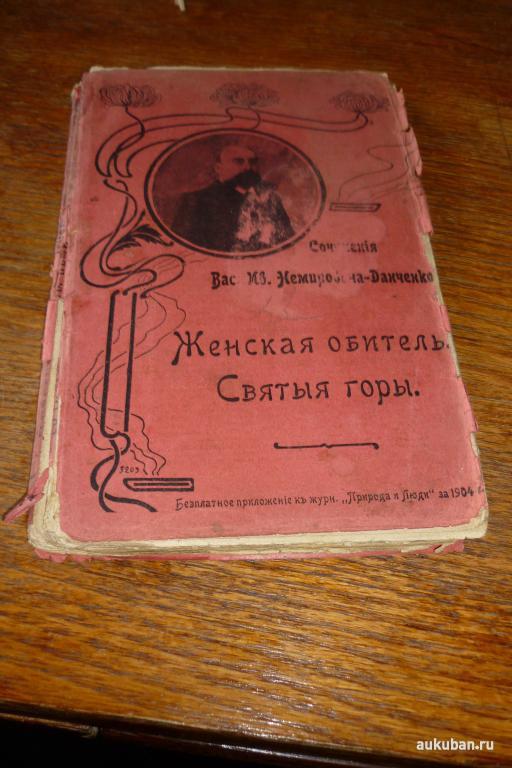 Сочиненія
Вас. Ив. Немировича-Данченко
Женская обитель.
Святыя горы.
5209
Безплатное приложеніе къ журн. „Природа и Люди" за 1904 г.
aukuban.ru